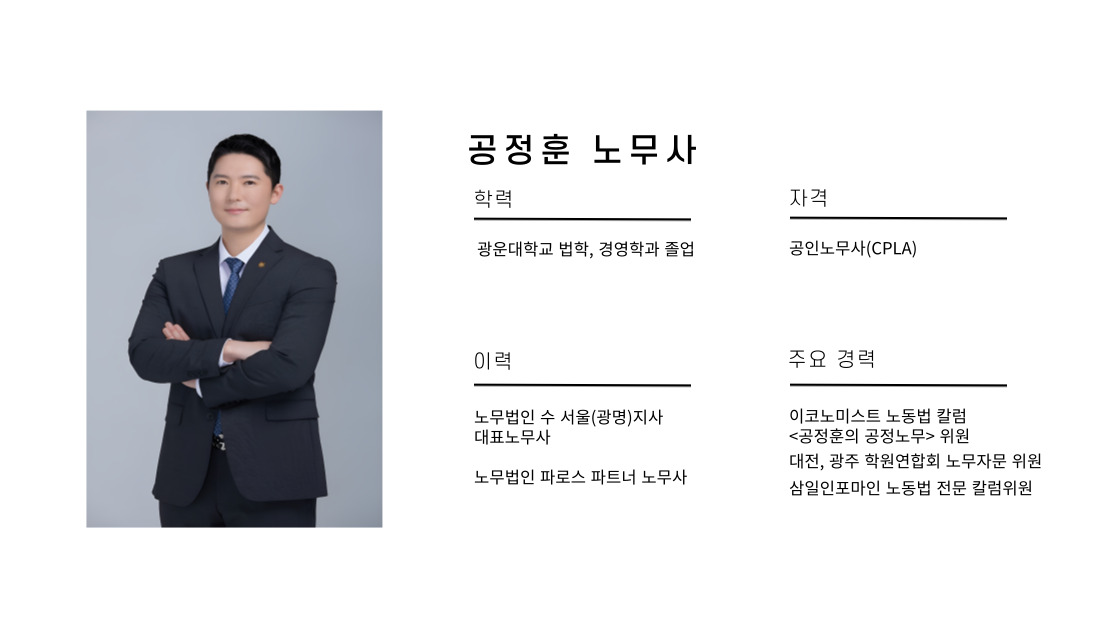 공정훈 노무사
학력
광운대학교 법학, 경영학과 졸업
자격
공인노무사(CPLA)
이력
노무법인 수 서울(광명)지사
대표노무사
노무법인 파로스 파트너 노무사
주요 경력
이코노미스트 노동법 칼럼
<공정훈의 공정노무> 위원
대전, 광주 학원연합회 노무자문 위원
삼일인포마인 노동법 전문 칼럼위원